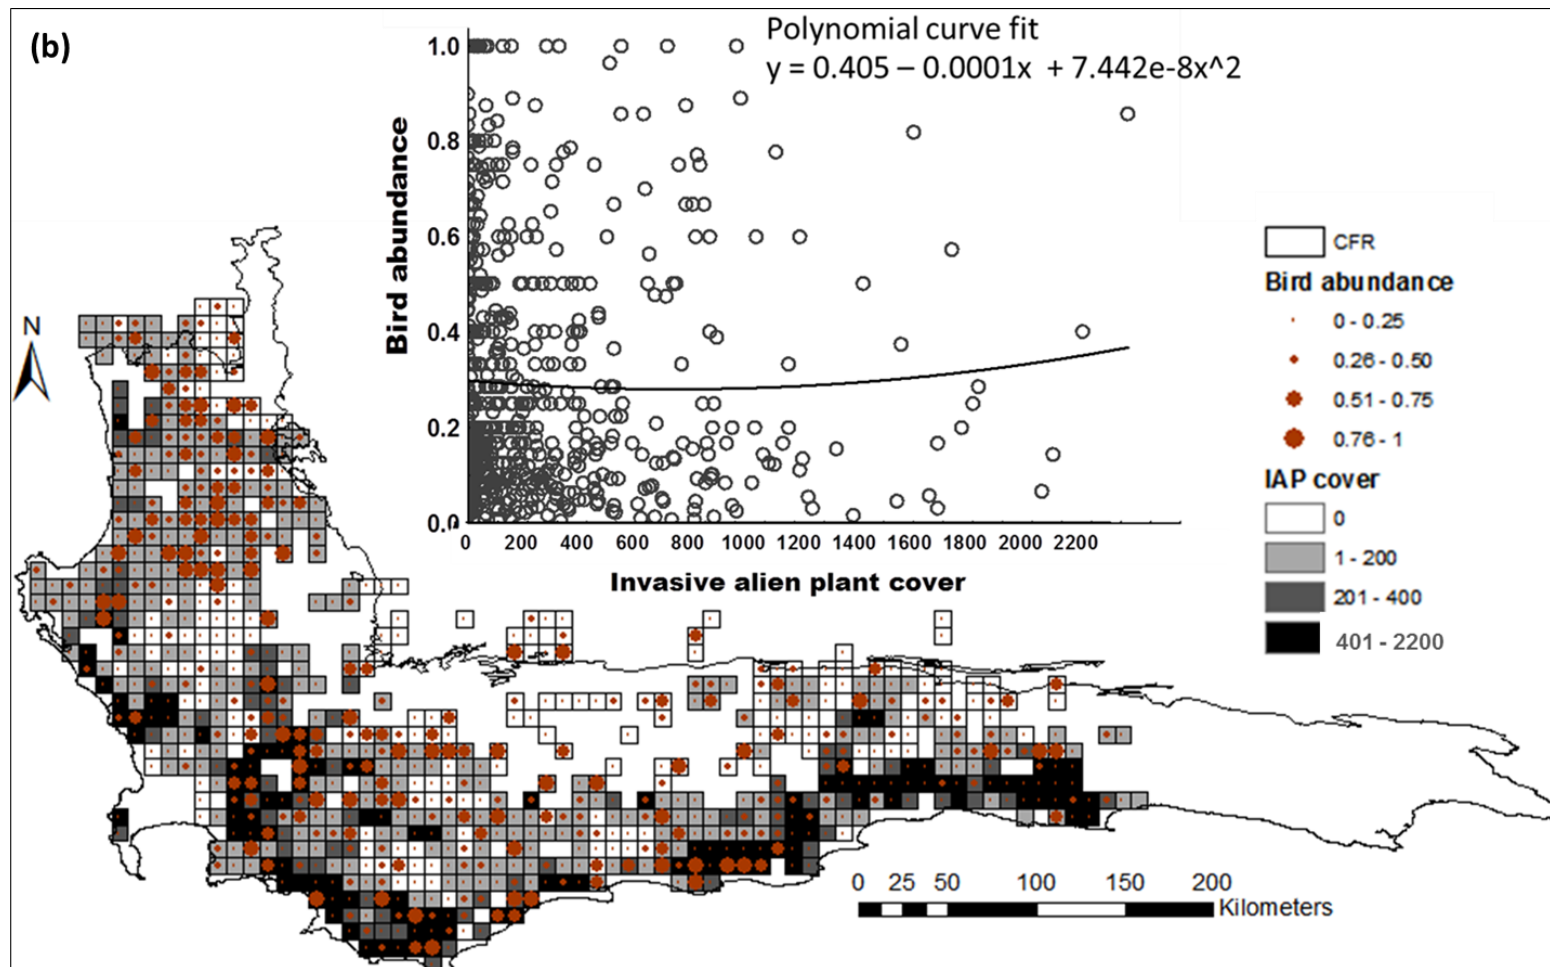 (b)
Polynomial curve fit
y = 0.405 – 0.0001x + 7.442e-8x^2
Bird abundance
1.0
0.8
0.6
0.4
0.2
0.0
0 200 400 600 800 1000 1200 1400 1600 1800 2000 2200
Invasive alien plant cover
N
CFR
Bird abundance
0 - 0.25
0.26 - 0.50
0.51 - 0.75
0.76 - 1
IAP cover
0
1 - 200
201 - 400
401 - 2200
0 25 50 100 150 200
Kilometers